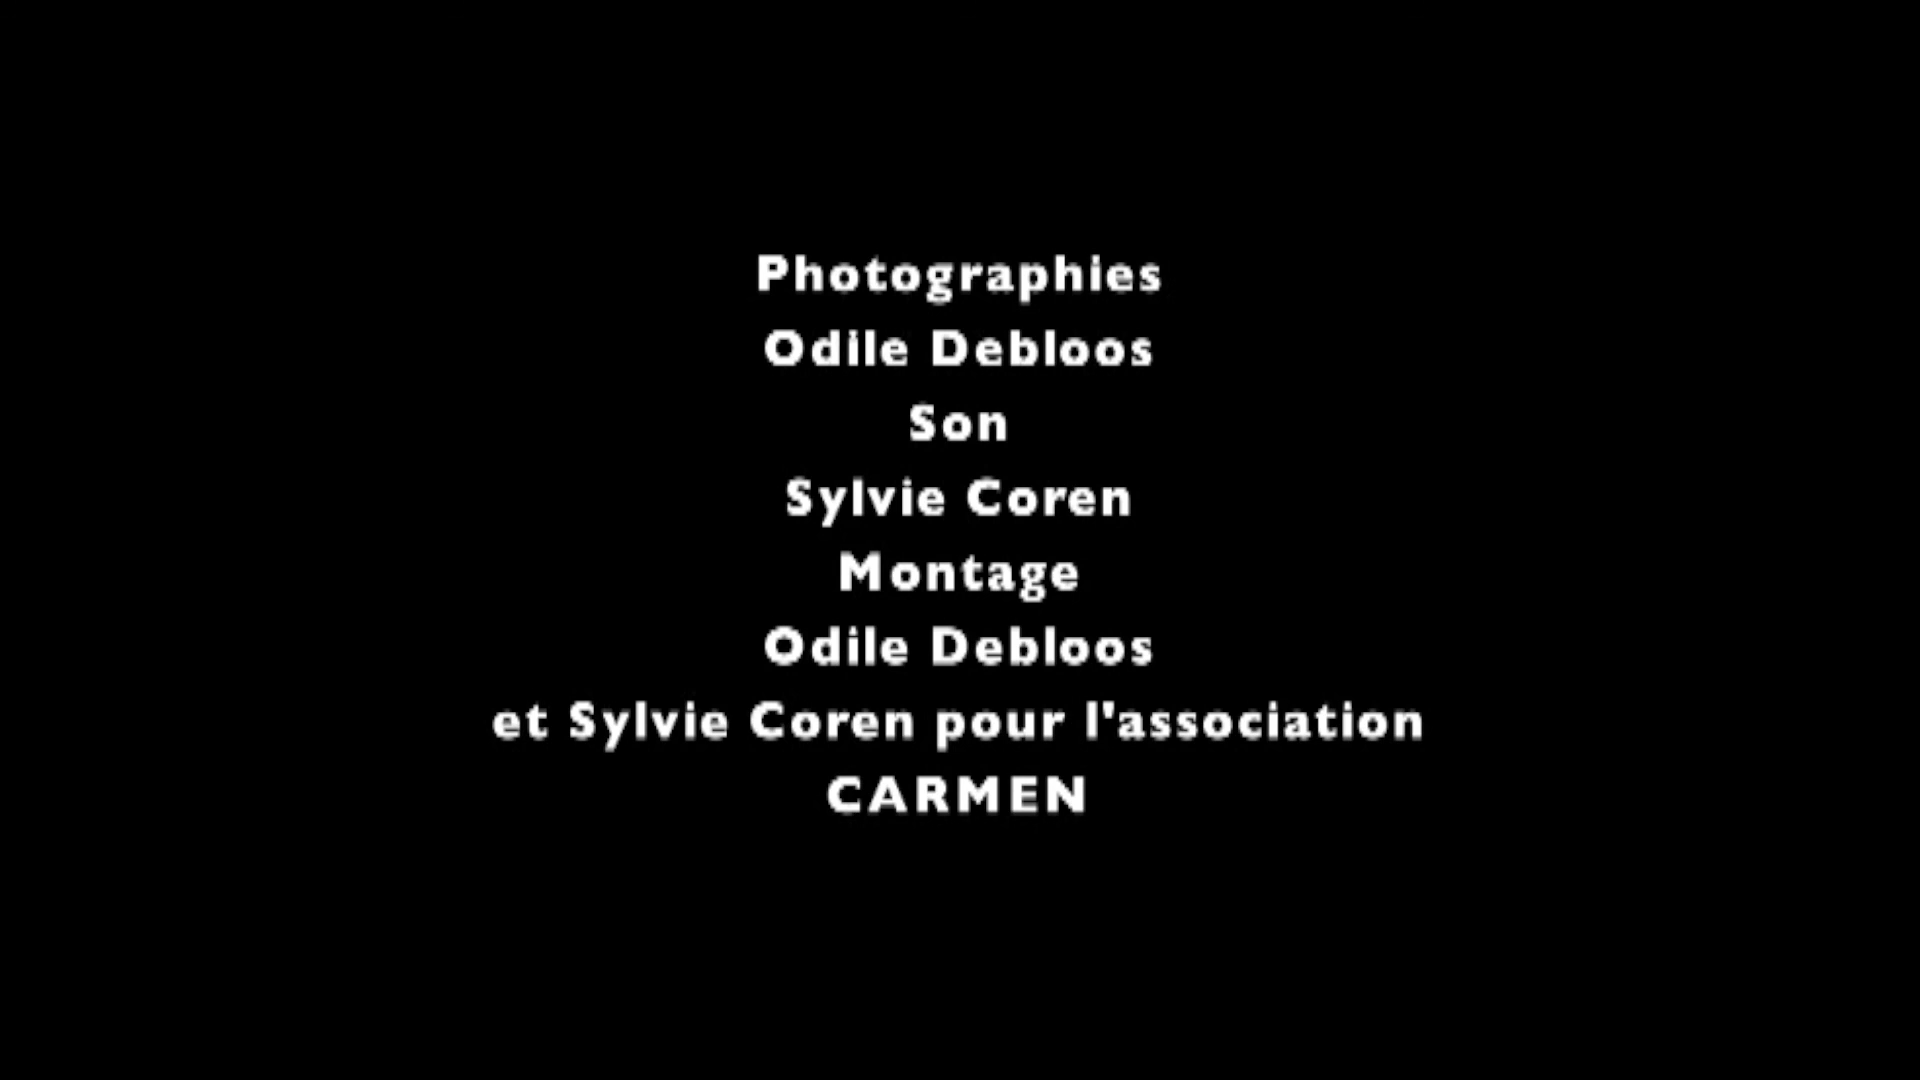 Photographies
Odile Debloos
Son
Sylvie Coren
Montage
Odile Debloos
et Sylvie Coren pour l'association
CARMEN